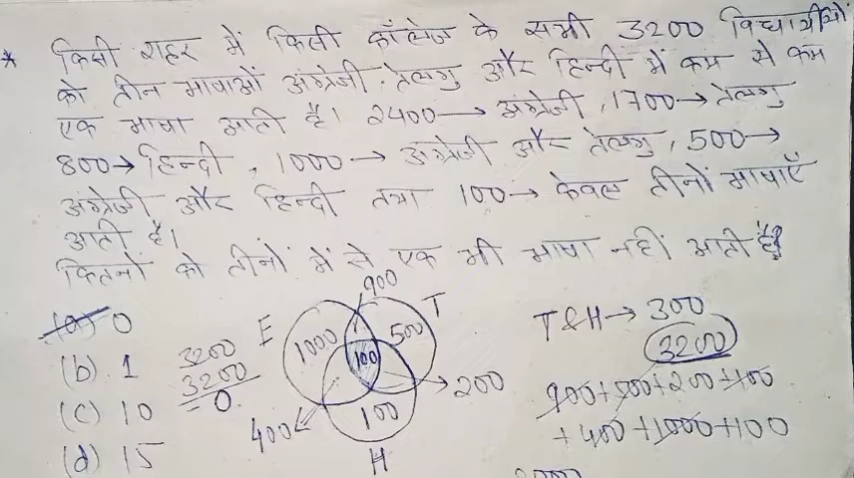 * किसी शहर में किसी कॉलेज के सभी 3200 विद्यार्थीयों
को तीन भाषाओं अंग्रेजी, तेलगु और हिन्दी में कम से कम
एक भाषा आती है। 2400→ अंग्रेजी, 1700→ तेलगु
800→ हिन्दी, 1000→ अंग्रेजी और तेलगु, 500→
अंग्रेजी और हिन्दी तथा 100→ केवल तीनों भाषाएँ
आती है।
कितनों को तीनों में से एक भी भाषा नहीं आती है?
(a) 0
(b) 1
(c) 10
(d) 15
3200
3200
= 0
900
E
T
1000
500
100
200
400
100
H
T&H→ 300
3200
900+500+200+100
+400+1000+100